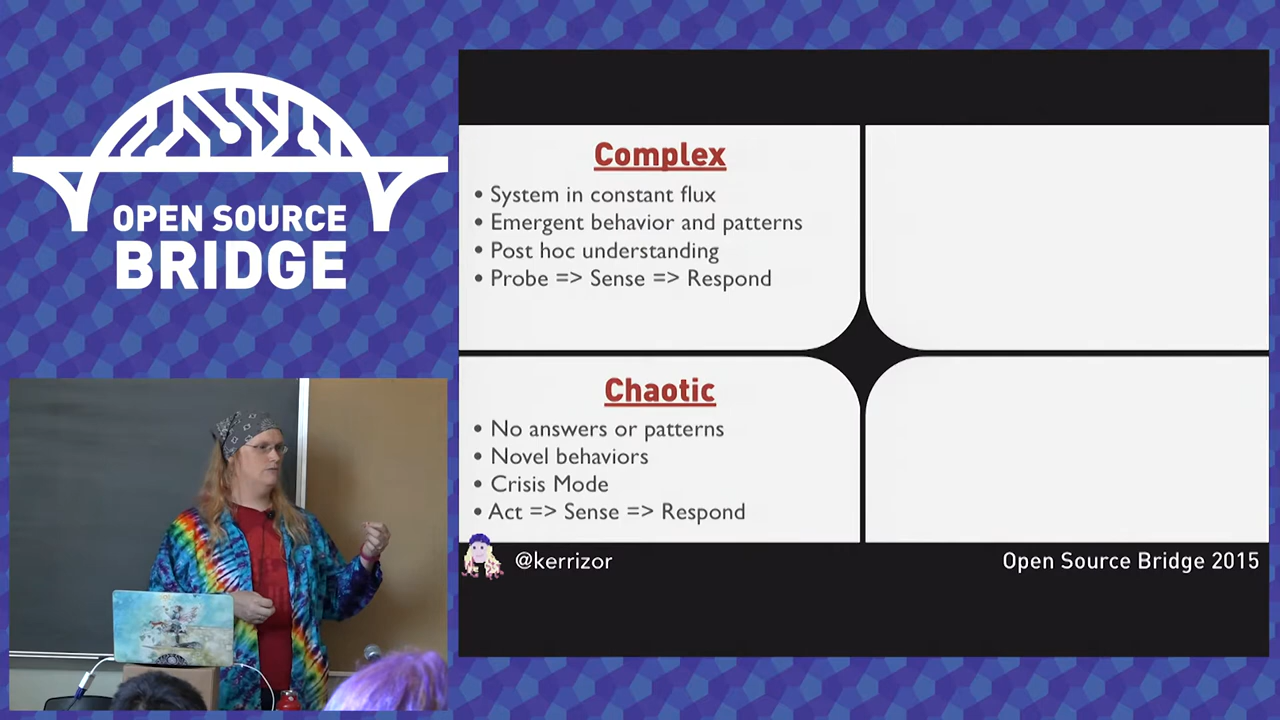 OPEN SOURCE
BRIDGE
Complex
• System in constant flux
• Emergent behavior and patterns
• Post hoc understanding
• Probe => Sense => Respond
Chaotic
• No answers or patterns
• Novel behaviors
• Crisis Mode
• Act => Sense => Respond
@kerrizor
Open Source Bridge 2015